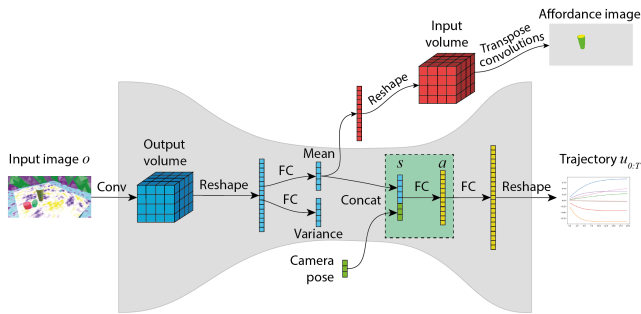 Affordance image
Input
volume
Transpose
convolutions
Reshape
Output
volume
Mean
s
a
Input image o
Conv
Reshape
FC
FC
FC
FC
Reshape
Trajectory u0:T
Concat
Variance
Camera
pose